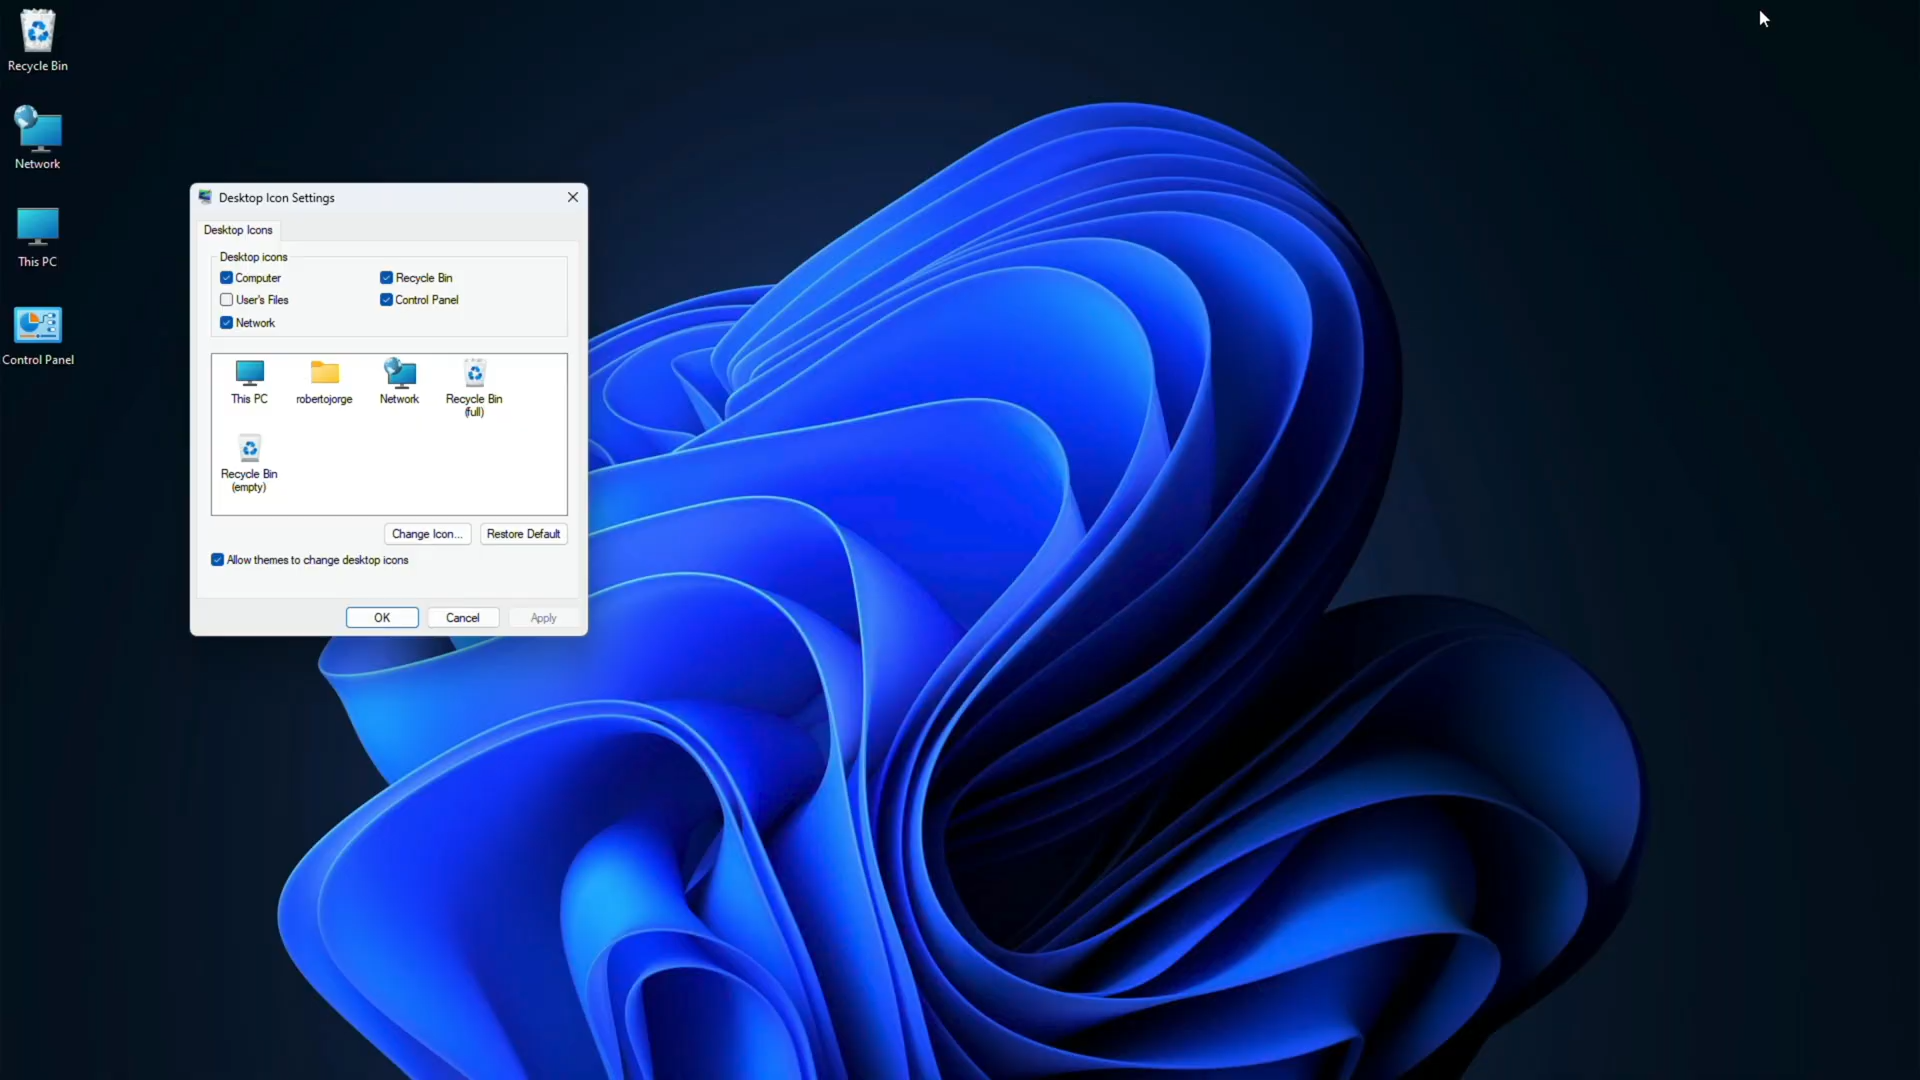 Recycle Bin
Network
This PC
Control Panel
Desktop Icon Settings
Desktop Icons
Desktop icons
Computer
Recycle Bin
User's Files
Control Panel
Network
This PC
robertojorge
Network
Recycle Bin
(full)
Recycle Bin
(empty)
Change Icon...
Restore Default
Allow themes to change desktop icons
OK
Cancel
Apply